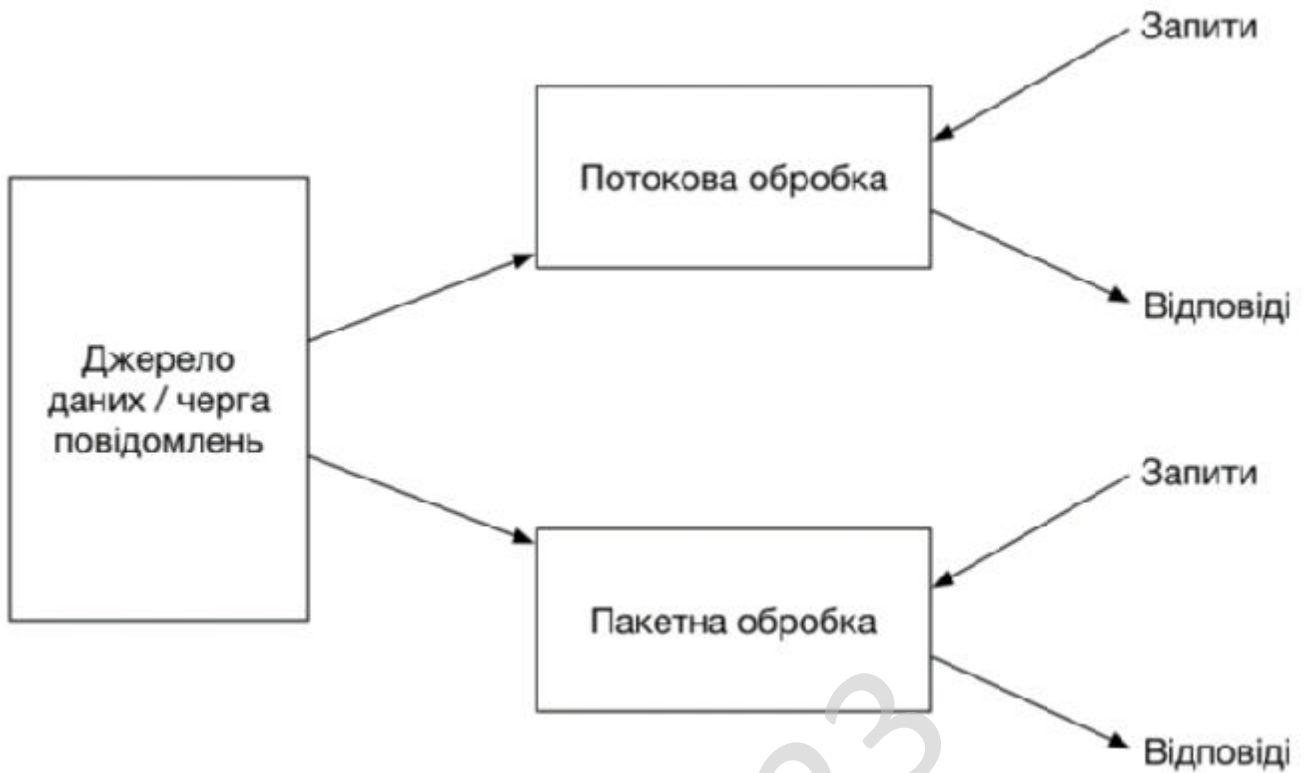 Запити
Потокова обробка
Відповіді
Джерело
даних / черга
повідомлень
Запити
Пакетна обробка
Відповіді